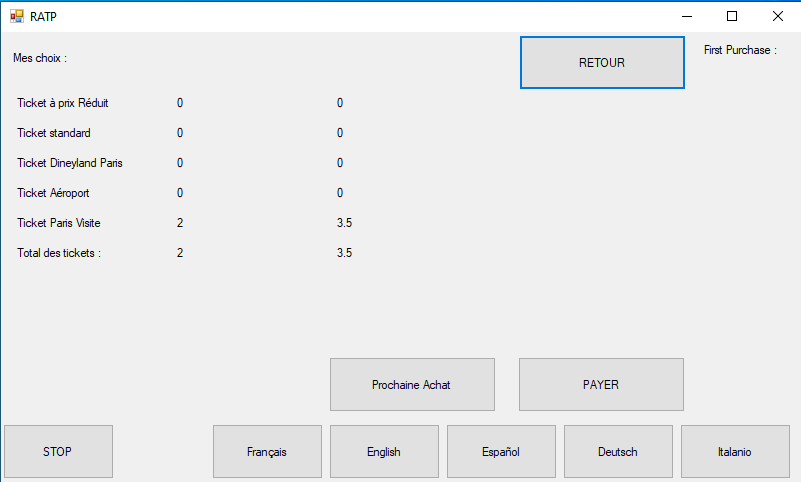 RATP
Mes choix :
RETOUR
First Purchase :
Ticket à prix Réduit 0 0
Ticket standard 0 0
Ticket Dineyland Paris 0 0
Ticket Aéroport 0 0
Ticket Paris Visite 2 3.5
Total des tickets : 2 3.5
Prochaine Achat
PAYER
STOP
Français
English
Español
Deutsch
Italanio